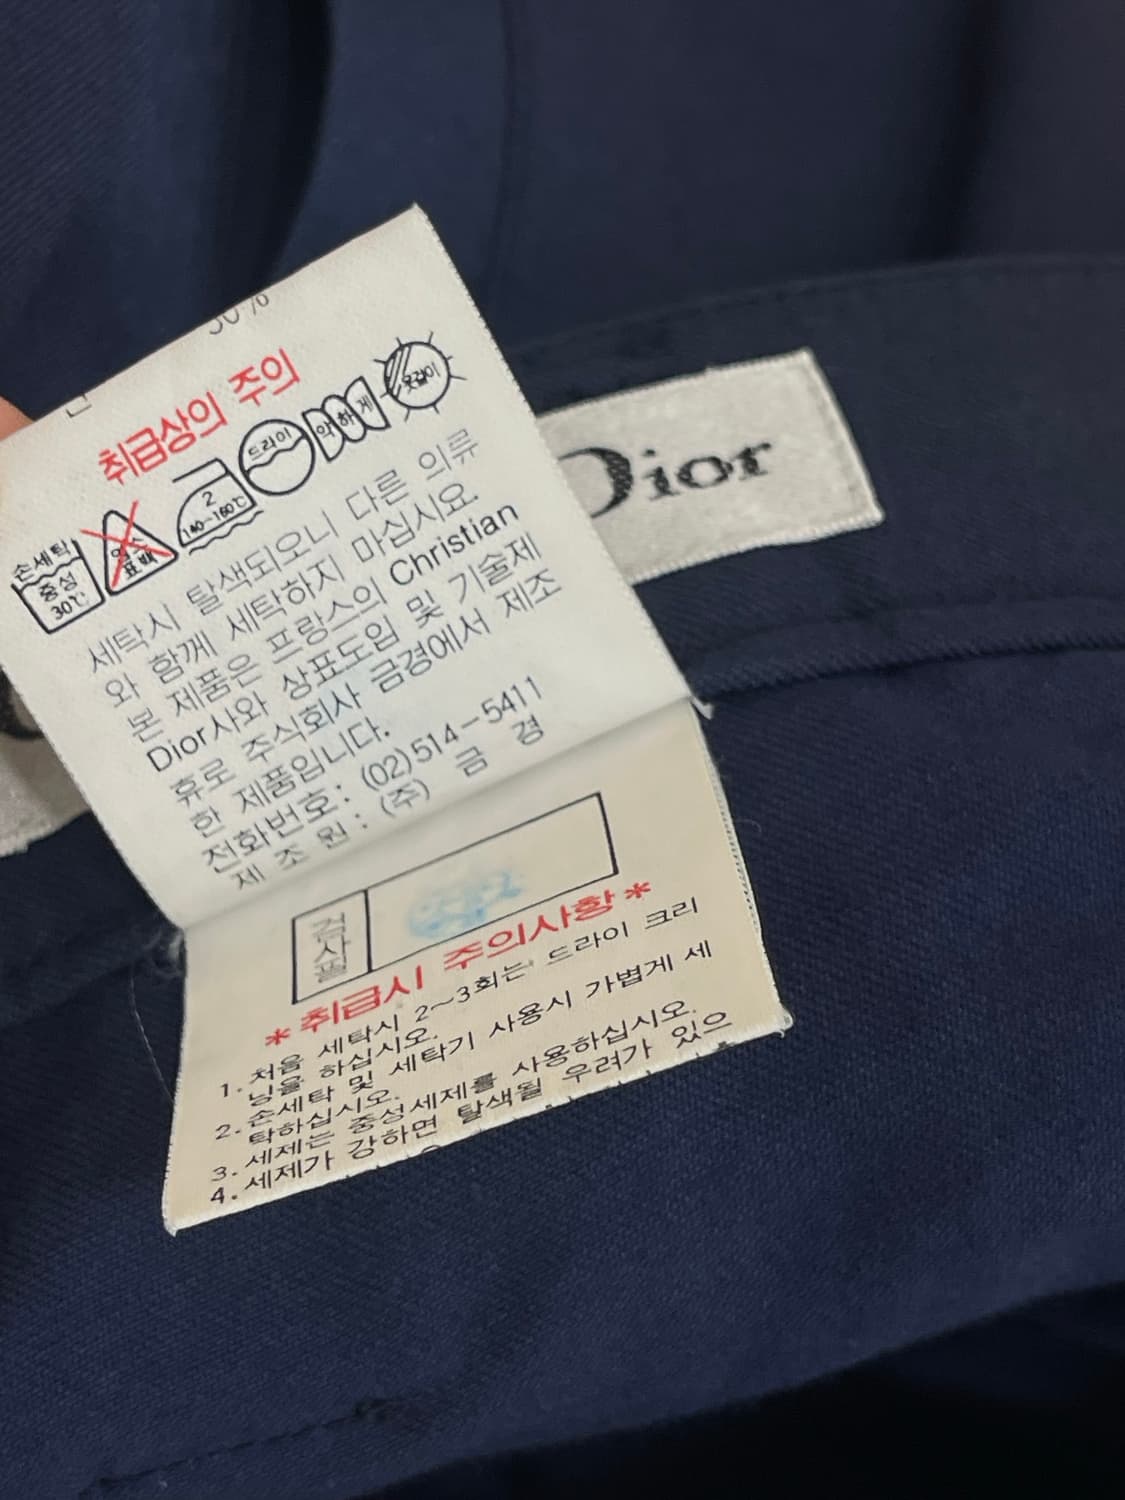 30%
취급상의 주의
손세탁
중성
30℃
염소
표백
2
140~160℃
드라이
약하게
옷걸이
세탁시 탈색되오니 다른 의류
와 함께 세탁하지 마십시요.
본 제품은 프랑스의 Christian
Dior사와 상표도입 및 기술제
휴로 주식회사 금경에서 제조
한 제품입니다.
전화번호: (02)514-5411
제 조 원 : (주) 금 경
검사필
*취급시 주의사항*
1. 처음 세탁시 2~3회는 드라이 크리
닝을 하십시오.
2. 손세탁 및 세탁기 사용시 가볍게 세
탁하십시오.
3. 세제는 중성세제를 사용하십시오.
4. 세제가 강하면 탈색될 우려가 있으
Dior